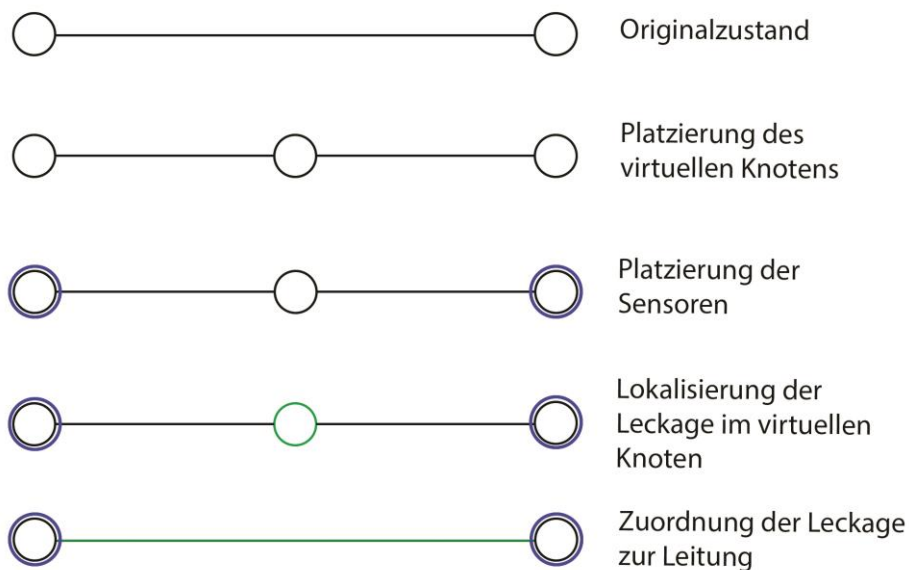 Originalzustand
Platzierung des
virtuellen Knotens
Platzierung der
Sensoren
Lokalisierung der
Leckage im virtuellen
Knoten
Zuordnung der Leckage
zur Leitung